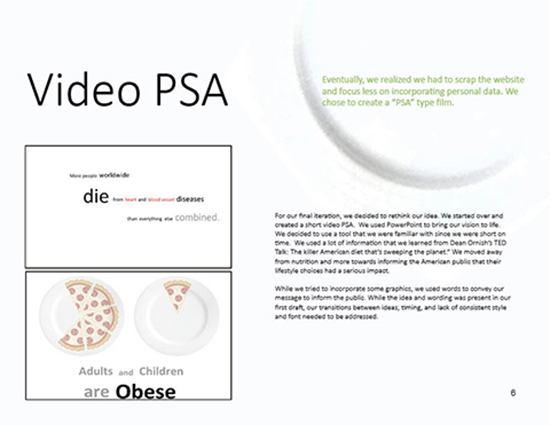 Video PSA
Eventually, we realized we had to scrap the website
and focus less on incorporating personal data. We
chose to create a "PSA" type film.
More people worldwide
die from heart and blood vessel diseases
than everything else combined.
Adults and Children
are Obese
For our final iteration, we decided to rethink our idea. We started over and
created a short video PSA. We used PowerPoint to bring our vision to life.
We decided to use a tool that we were familiar with since we were short on
time. We used a lot of information that we learned from Dean Ornish's TED
Talk: The killer American diet that's sweeping the planet." We moved away
from nutrition and more towards informing the American public that their
lifestyle choices had a serious impact.
While we tried to incorporate some graphics, we used words to convey our
message to inform the public. While the idea and wording was present in our
first draft, our transitions between ideas, timing, and lack of consistent style
and font needed to be addressed.
6